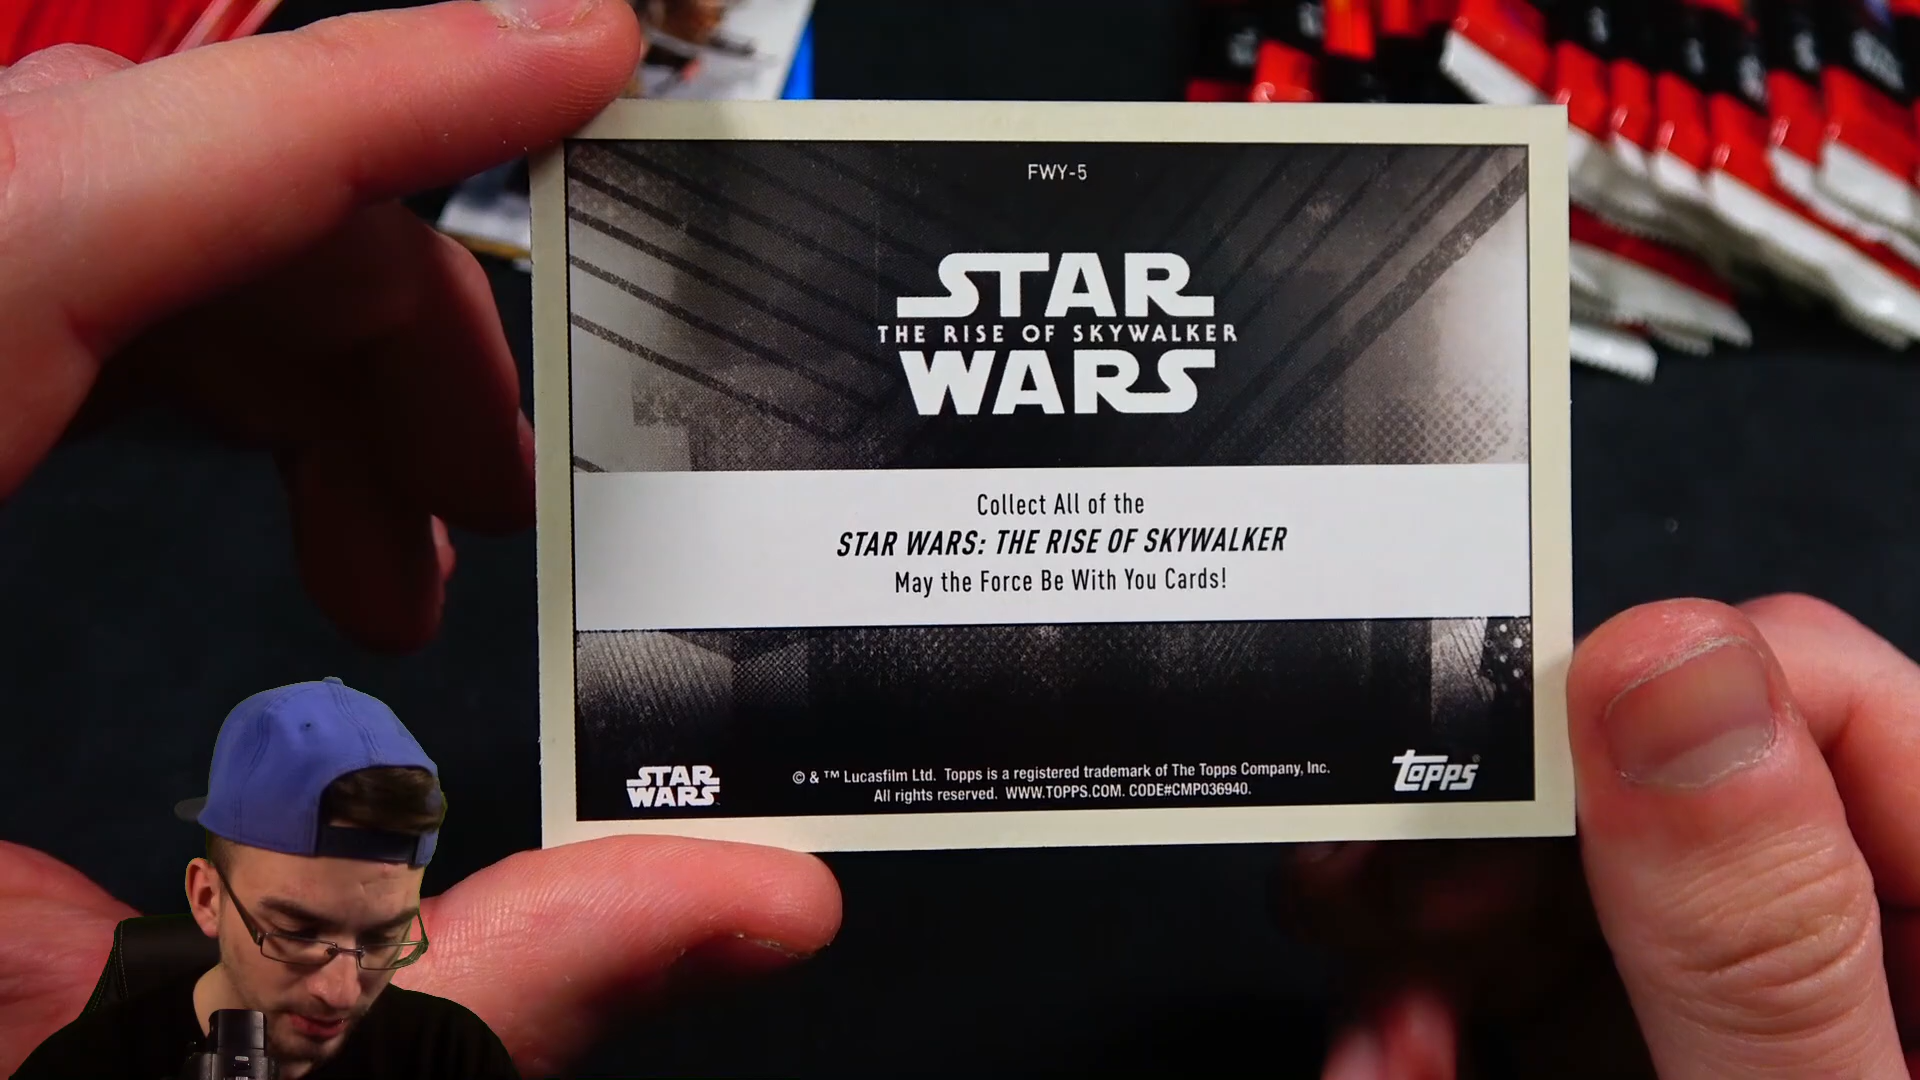 FWY-5
STAR
THE RISE OF SKYWALKER
WARS
Collect All of the
STAR WARS: THE RISE OF SKYWALKER
May the Force Be With You Cards!
STAR
WARS
© & ™ Lucasfilm Ltd. Topps is a registered trademark of The Topps Company, Inc.
All rights reserved. WWW.TOPPS.COM. CODE#CMP036940.
topps